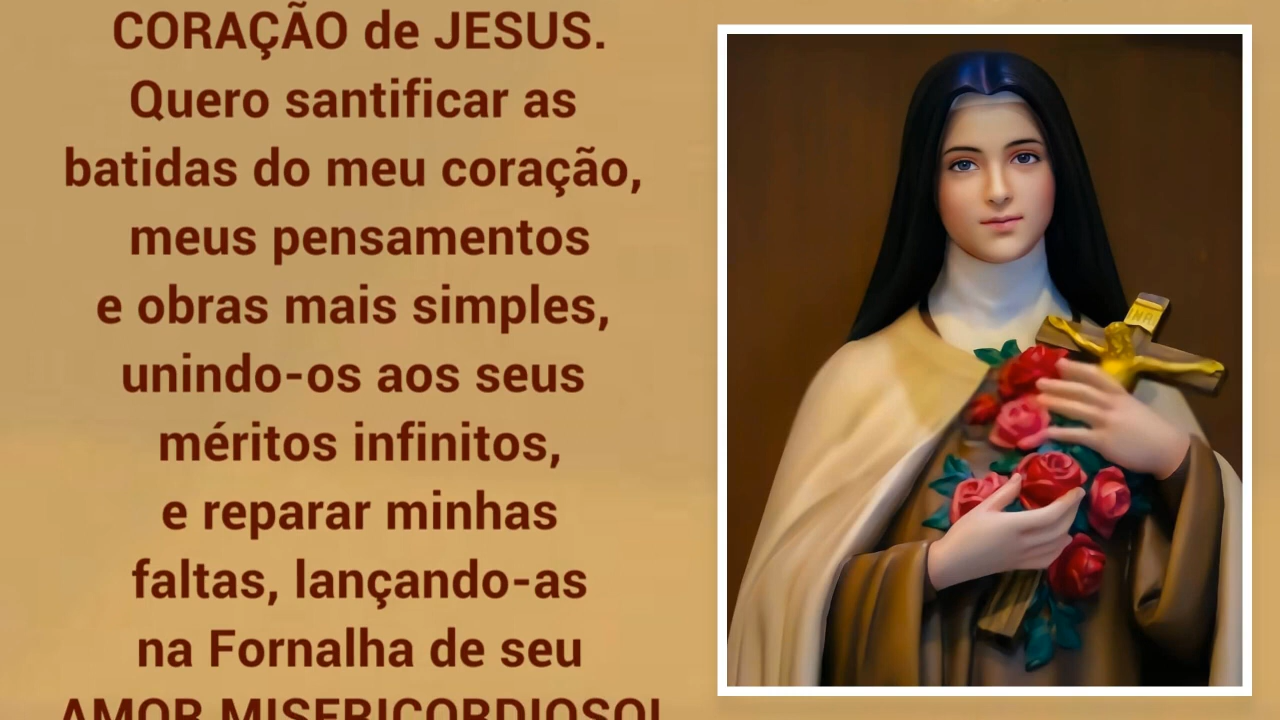 CORAÇÃO de JESUS.
Quero santificar as
batidas do meu coração,
meus pensamentos
e obras mais simples,
unindo-os aos seus
méritos infinitos,
e reparar minhas
faltas, lançando-as
na Fornalha de seu
AMOR MISERICORDIOSO!
INRI